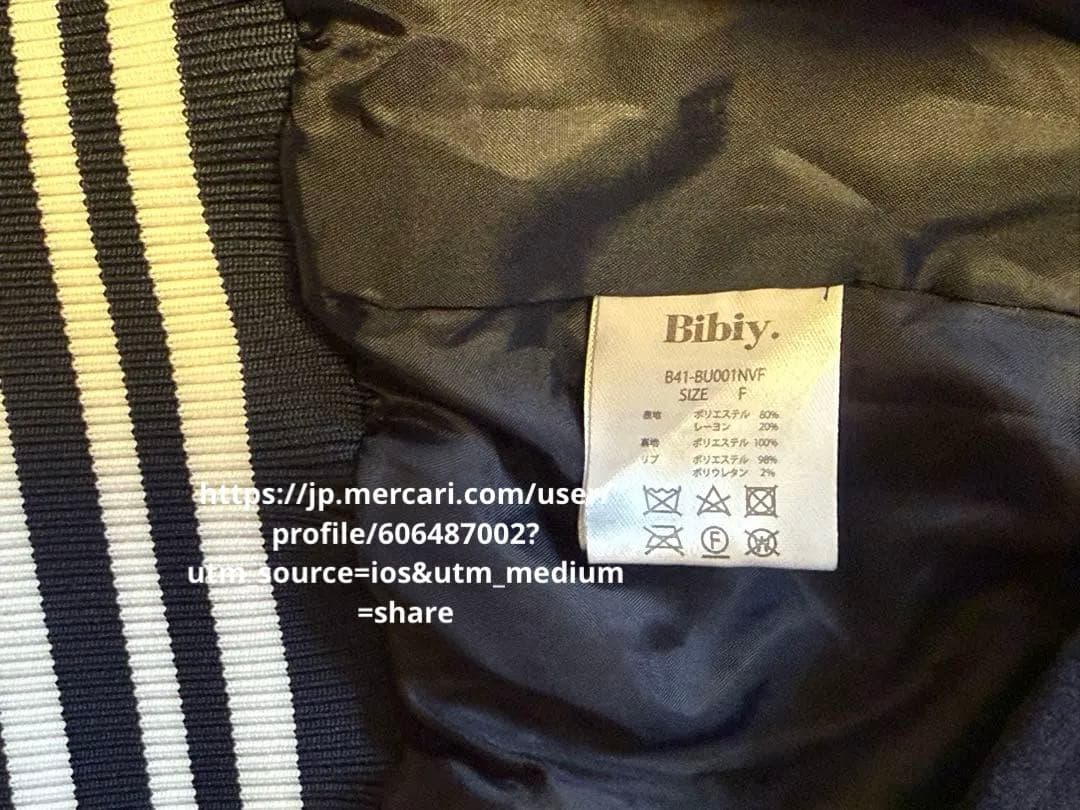 Bibiy.
B41-BU001NVF
SIZE F
表地 ポリエステル 80%
レーヨン 20%
裏地 ポリエステル 100%
リブ ポリエステル 98%
ポリウレタン 2%
https://jp.mercari.com/user/
profile/606487002?
utm_source=ios&utm_medium
=share